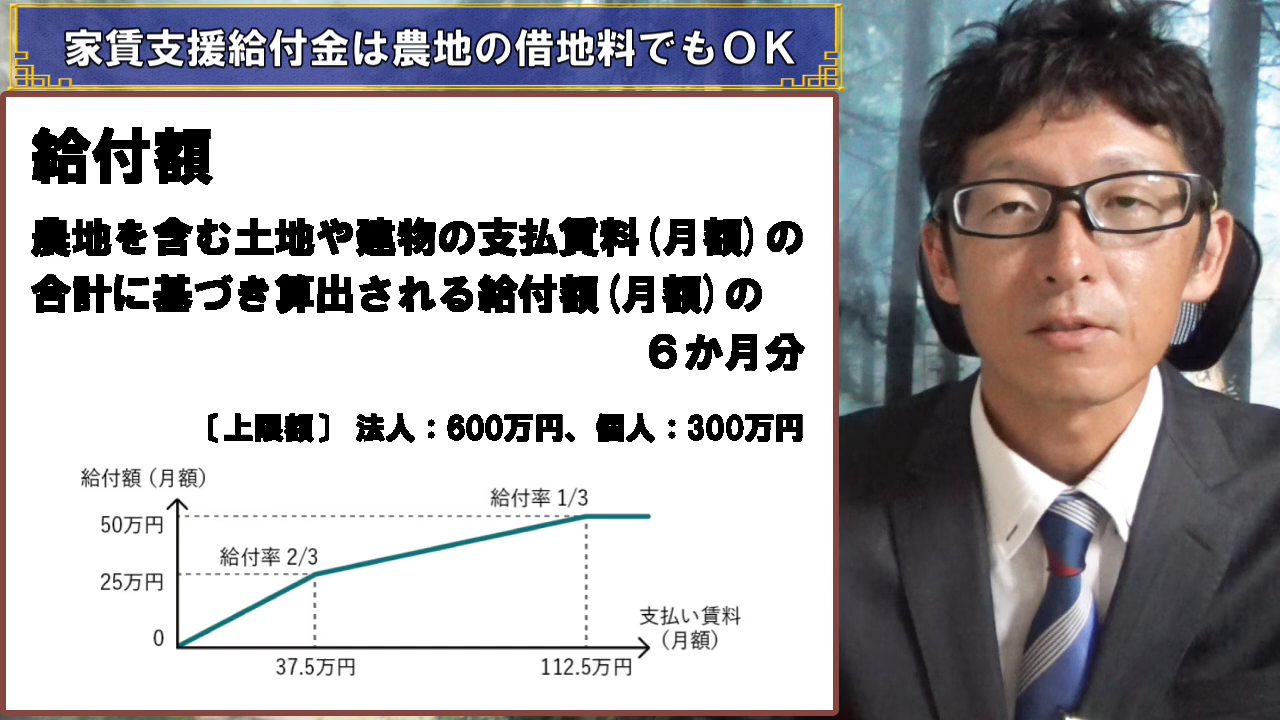 家賃支援給付金は農地の借地料でもＯＫ
給付額
農地を含む土地や建物の支払賃料(月額)の
合計に基づき算出される給付額(月額)の
６か月分
〔上限額〕 法人：600万円、個人：300万円
給付額（月額）
給付率 1/3
50万円
給付率 2/3
25万円
支払い賃料
（月額）
0
37.5万円
112.5万円